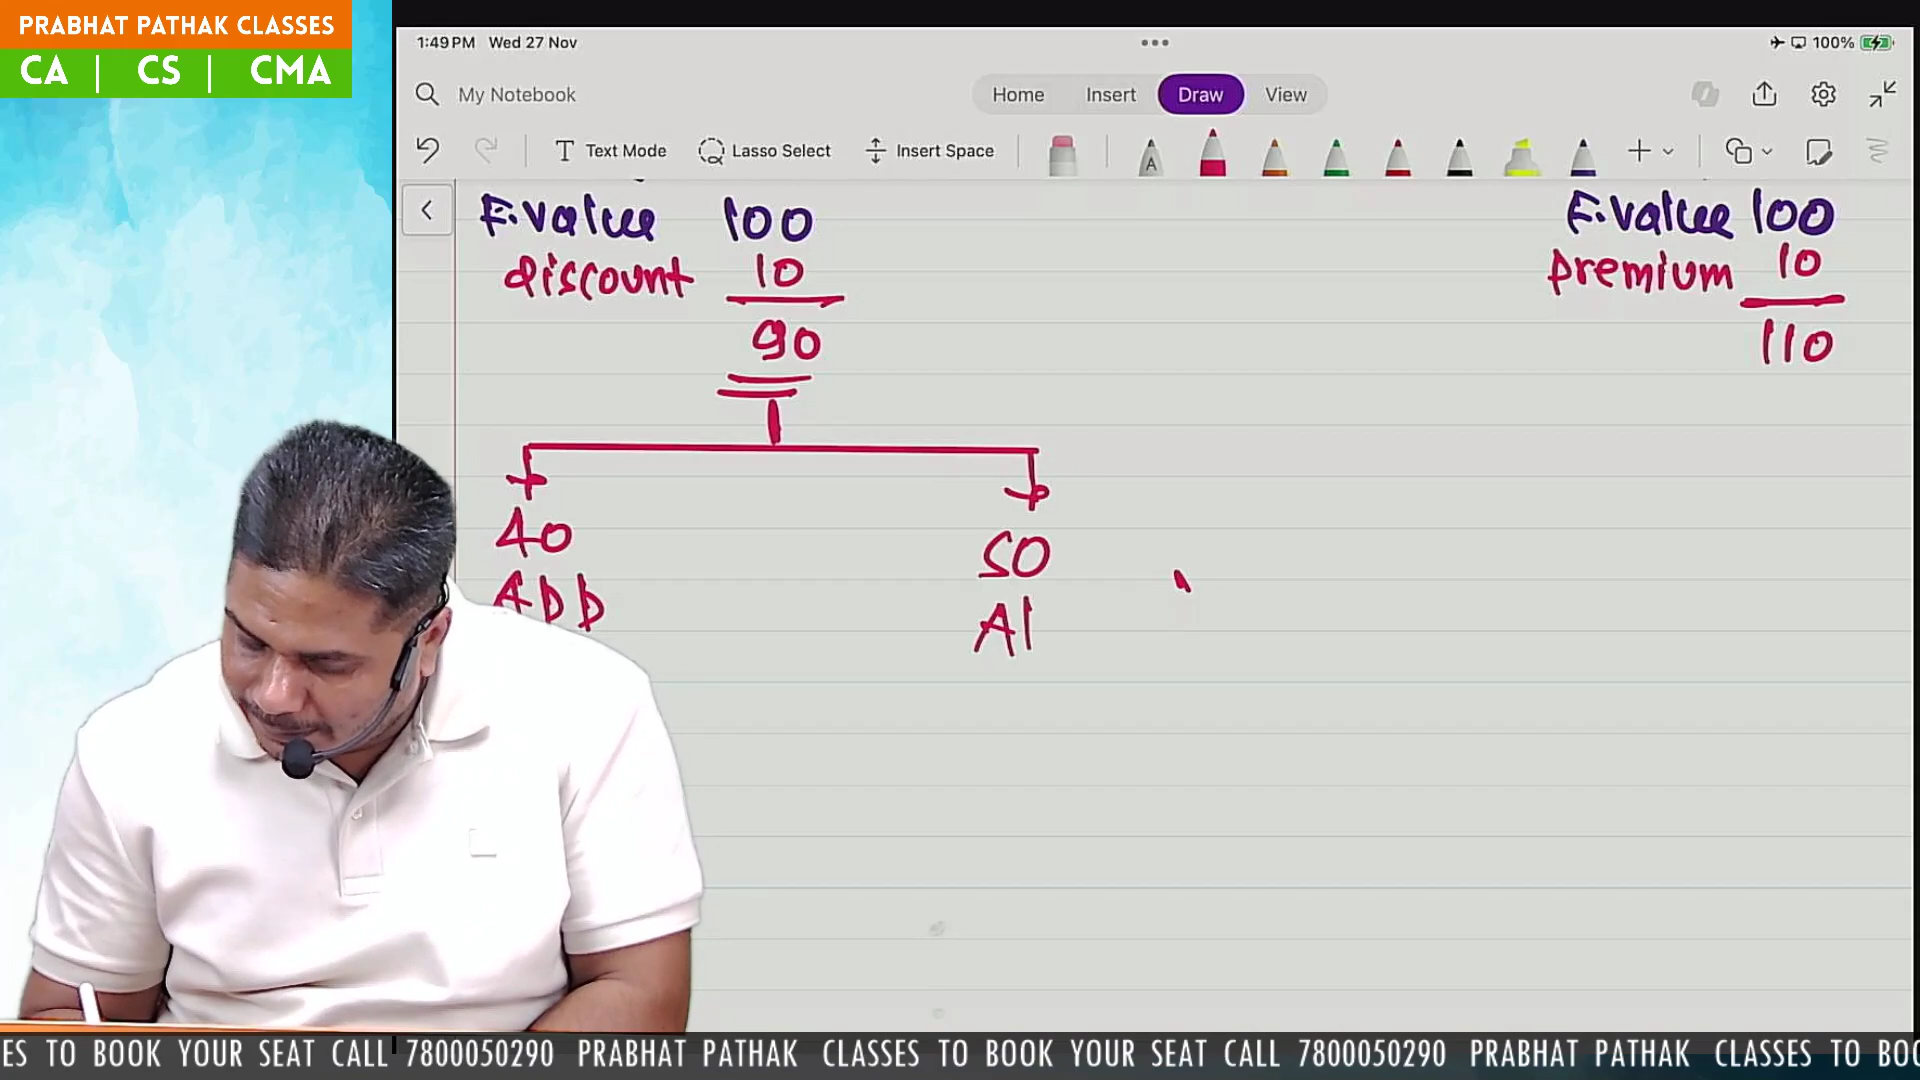 PRABHAT PATHAK CLASSES
CA | CS | CMA
1:49 PM Wed 27 Nov
100%
My Notebook
Home Insert Draw View
Text Mode Lasso Select Insert Space
A
F.value 100
discount 10
90
40
50
ADD
Al
F.value 100
premium 10
110
ES TO BOOK YOUR SEAT CALL 7800050290 PRABHAT PATHAK CLASSES TO BOOK YOUR SEAT CALL 7800050290 PRABHAT PATHAK CLASSES TO BOO